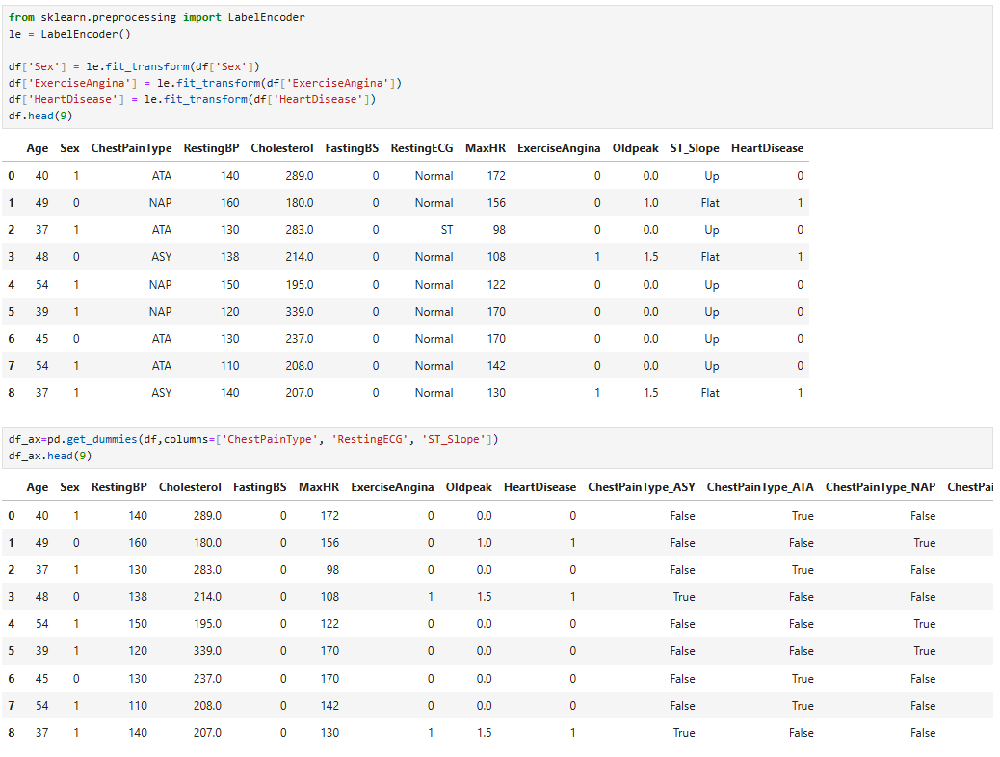 from sklearn.preprocessing import LabelEncoder
le = LabelEncoder()
df['Sex'] = le.fit_transform(df['Sex'])
df['ExerciseAngina'] = le.fit_transform(df['ExerciseAngina'])
df['HeartDisease'] = le.fit_transform(df['HeartDisease'])
df.head(9)
Age Sex ChestPainType RestingBP Cholesterol FastingBS RestingECG MaxHR ExerciseAngina Oldpeak ST_Slope HeartDisease
0 40 1 ATA 140 289.0 0 Normal 172 0 0.0 Up 0
1 49 0 NAP 160 180.0 0 Normal 156 0 1.0 Flat 1
2 37 1 ATA 130 283.0 0 ST 98 0 0.0 Up 0
3 48 0 ASY 138 214.0 0 Normal 108 1 1.5 Flat 1
4 54 1 NAP 150 195.0 0 Normal 122 0 0.0 Up 0
5 39 1 NAP 120 339.0 0 Normal 170 0 0.0 Up 0
6 45 0 ATA 130 237.0 0 Normal 170 0 0.0 Up 0
7 54 1 ATA 110 208.0 0 Normal 142 0 0.0 Up 0
8 37 1 ASY 140 207.0 0 Normal 130 1 1.5 Flat 1
df_ax=pd.get_dummies(df,columns=['ChestPainType', 'RestingECG', 'ST_Slope'])
df_ax.head(9)
Age Sex RestingBP Cholesterol FastingBS MaxHR ExerciseAngina Oldpeak HeartDisease ChestPainType_ASY ChestPainType_ATA ChestPainType_NAP ChestPai
0 40 1 140 289.0 0 172 0 0.0 0 False True False
1 49 0 160 180.0 0 156 0 1.0 1 False False True
2 37 1 130 283.0 0 98 0 0.0 0 False True False
3 48 0 138 214.0 0 108 1 1.5 1 True False False
4 54 1 150 195.0 0 122 0 0.0 0 False False True
5 39 1 120 339.0 0 170 0 0.0 0 False False True
6 45 0 130 237.0 0 170 0 0.0 0 False True False
7 54 1 110 208.0 0 142 0 0.0 0 False True False
8 37 1 140 207.0 0 130 1 1.5 1 True False False